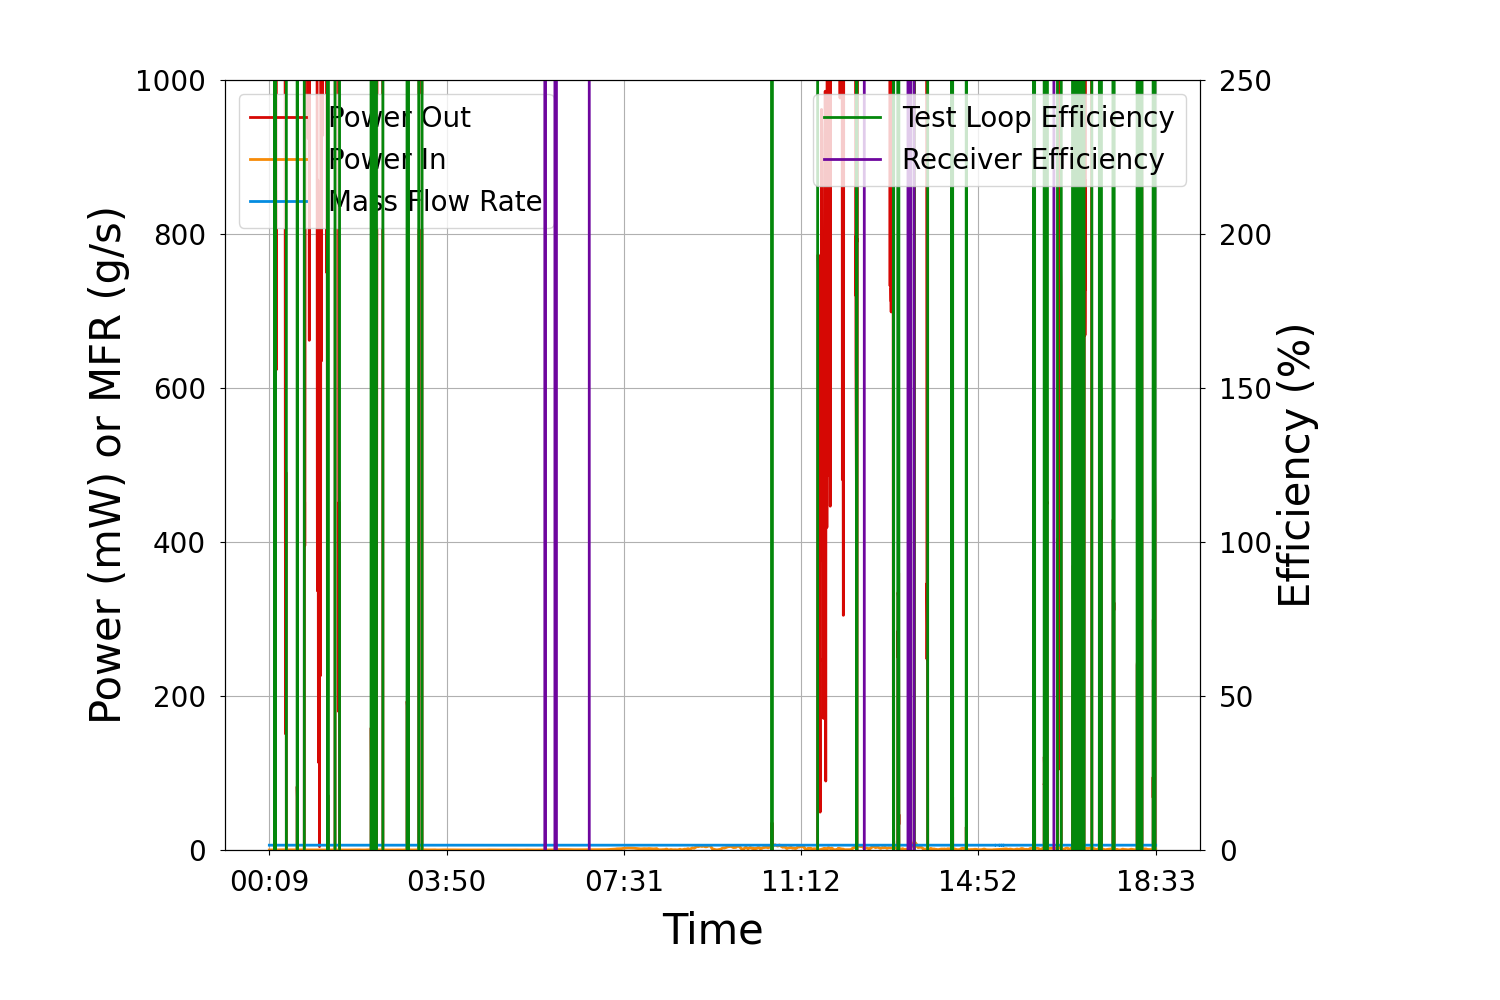 1000
800
600
400
200
0
Power (mW) or MFR (g/s)
Power Out
Power In
Mass Flow Rate
Test Loop Efficiency
Receiver Efficiency
250
200
150
100
50
0
Efficiency (%)
00:09 03:50 07:31 11:12 14:52 18:33
Time